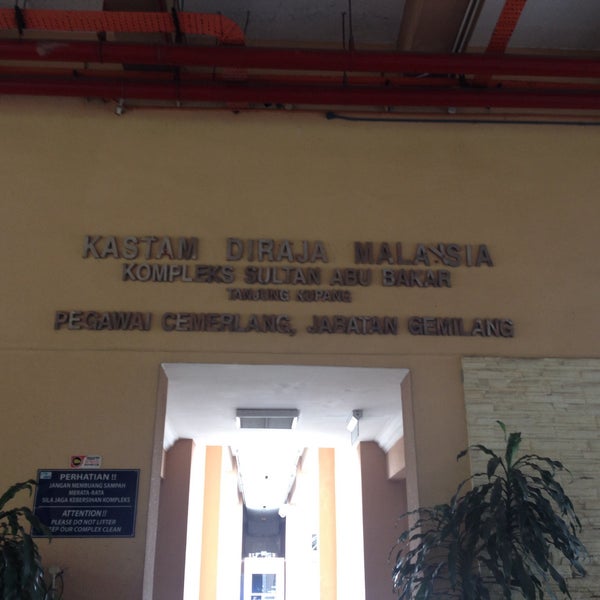 KASTAM DIRAJA MALAYSIA
KOMPLEKS SULTAN ABU BAKAR
TANJUNG KUPANG
PEGAWAI CEMERLANG, JABATAN GEMILANG
PERHATIAN !!
JANGAN MEMBUANG SAMPAH
MERATA-RATA
SILA JAGA KEBERSIHAN KOMPLEKS
ATTENTION !!
PLEASE DO NOT LITTER
KEEP OUR COMPLEX CLEAN